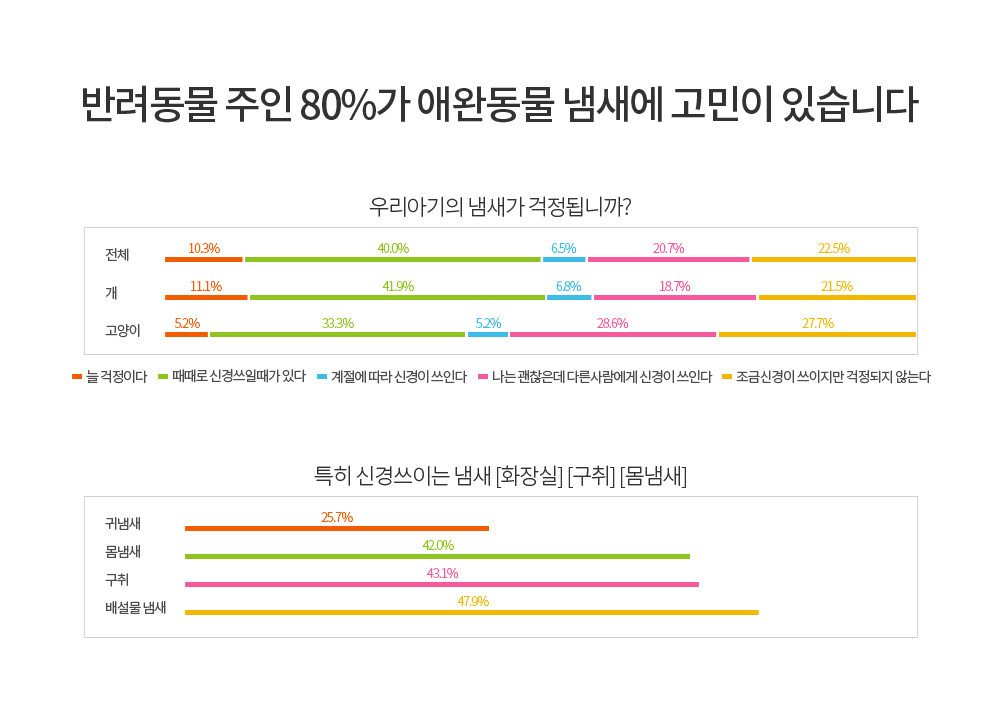 반려동물 주인 80%가 애완동물 냄새에 고민이 있습니다
우리아기의 냄새가 걱정됩니까?
전체 10.3% 40.0% 6.5% 20.7% 22.5%
개 11.1% 41.9% 6.8% 18.7% 21.5%
고양이 5.2% 33.3% 5.2% 28.6% 27.7%
늘 걱정이다 때때로 신경쓰일때가 있다 계절에 따라 신경이 쓰인다 나는 괜찮은데 다른사람에게 신경이 쓰인다 조금신경이 쓰이지만 걱정되지 않는다
특히 신경쓰이는 냄새 [화장실] [구취] [몸냄새]
귀냄새 25.7%
몸냄새 42.0%
구취 43.1%
배설물 냄새 47.9%